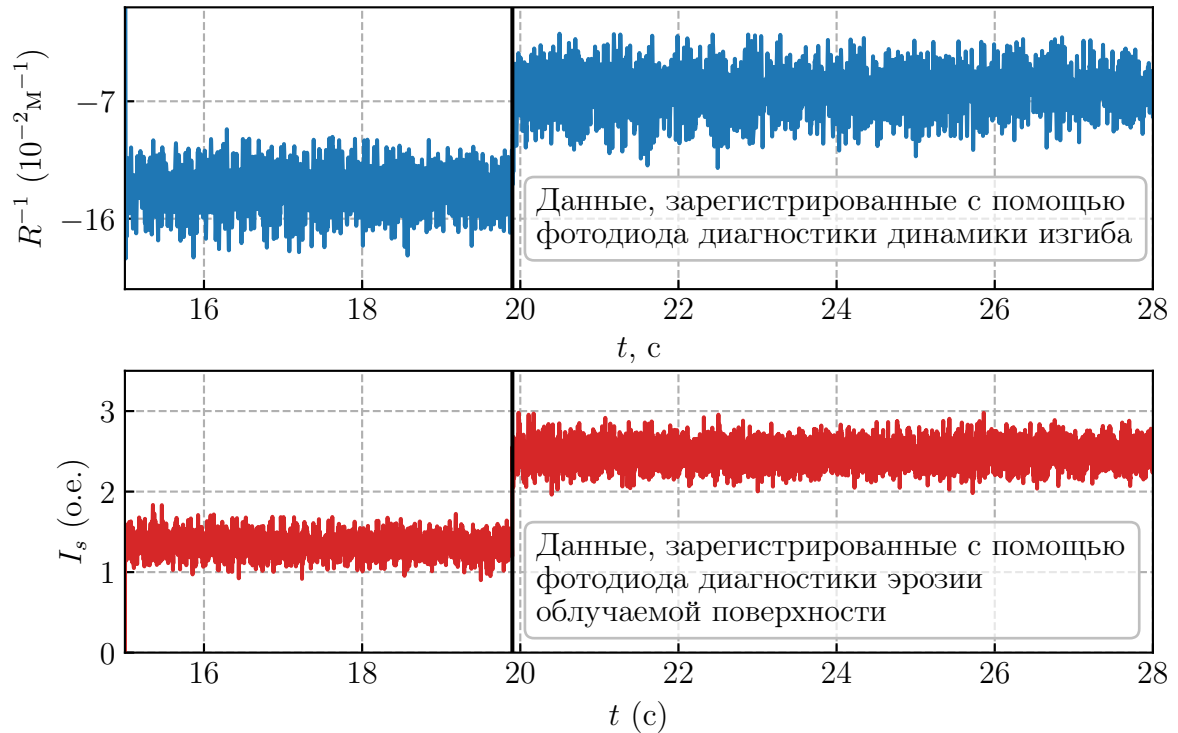 R⁻¹ (10⁻²м⁻¹)
−7
−16
Данные, зарегистрированные с помощью
фотодиода диагностики динамики изгиба
16 18 20 22 24 26 28
t, с
I_s (о.е.)
3
2
1
0
Данные, зарегистрированные с помощью
фотодиода диагностики эрозии
облучаемой поверхности
16 18 20 22 24 26 28
t (с)